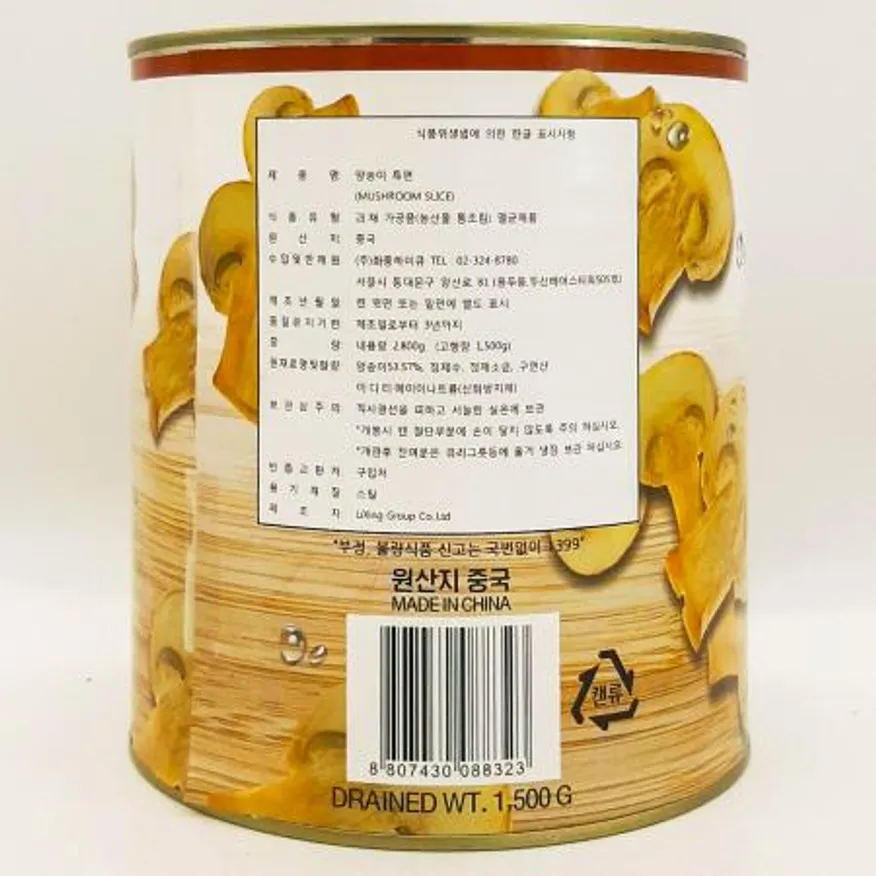 식품위생법에 의한 한글 표시사항
제 품 명 양송이 특면
(MUSHROOM SLICE)
식 품 유 형 과.채 가공품(농산물 통조림) 멸균제품
원 산 지 중국
수입및판매원 (주)화풍하이큐 TEL 02-324-8780
서울시 동대문구 왕산로 81 (용두동,두산베어스타워505호)
제 조 년 월 일 캔 윗면 또는 밑면에 별도 표시
품질유지기한 제조일로부터 3년까지
중 량 내용량 2,800g (고형량 1,500g)
원재료명및함량 양송이53.57%, 정제수, 정제소금, 구연산
이.디.티.에이이나트륨(산화방지제)
보 관 상 주 의 직사광선을 피하고 서늘한 실온에 보관
*개봉시 캔 절단부분에 손이 닿지 않도록 주의 하십시오.
*개관후 잔여분은 유리그릇등에 옮겨 냉장 보관 하십시오.
반품교환처 구입처
용 기 재 질 스틸
제 조 자 LiXing Group Co.,Ltd
*부정, 불량식품 신고는 국번없이 1399*
원산지 중국
MADE IN CHINA
8 807430 088323
캔류
DRAINED WT. 1,500 G